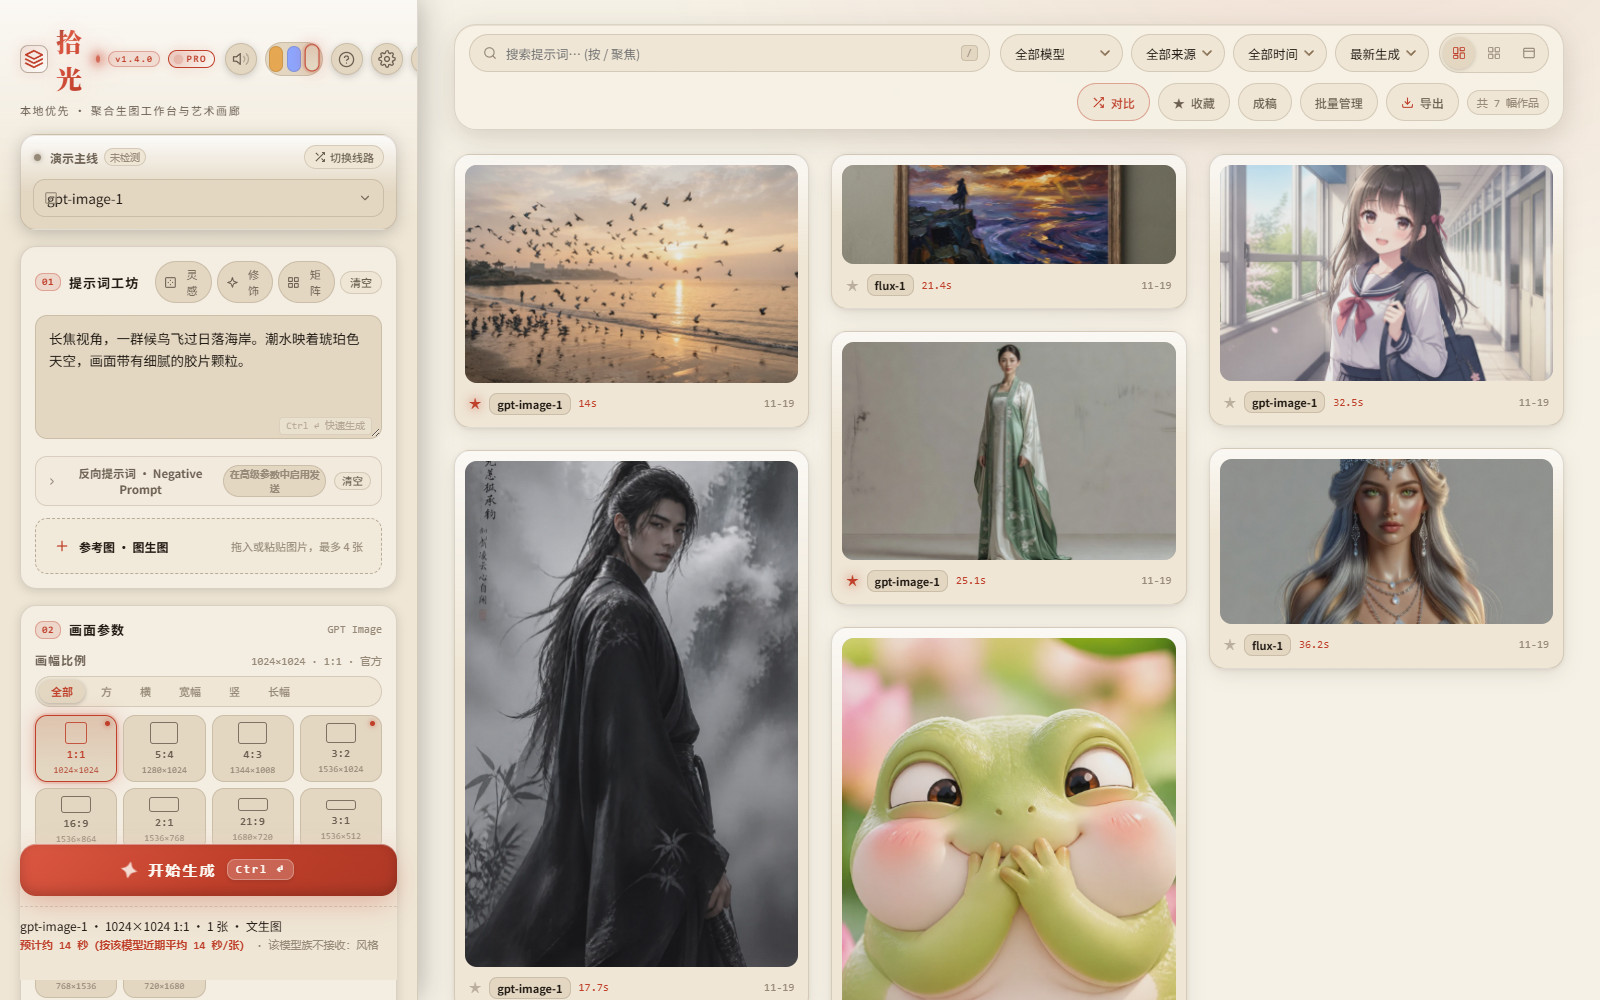 拾光
v1.4.0
PRO
本地优先 · 聚合生图工作台与艺术画廊
演示主线
未检测
切换线路
gpt-image-1
01
提示词工坊
灵感
修饰
矩阵
清空
长焦视角，一群候鸟飞过日落海岸。潮水映着琥珀色
天空，画面带有细腻的胶片颗粒。
Ctrl ↵ 快速生成
反向提示词 · Negative
Prompt
在高级参数中启用发
送
清空
参考图 · 图生图
拖入或粘贴图片，最多 4 张
02
画面参数
GPT Image
画幅比例
1024×1024 · 1:1 · 官方
全部
方
横
宽幅
竖
长幅
1:1
1024×1024
5:4
1280×1024
4:3
1344×1008
3:2
1536×1024
16:9
1536×864
2:1
1536×768
21:9
1680×720
3:1
1536×512
开始生成
Ctrl ↵
gpt-image-1 · 1024×1024 1:1 · 1 张 · 文生图
预计约 14 秒 (按该模型近期平均 14 秒/张) · 该模型族不接收：风格
768×1536
720×1680
搜索提示词… (按 / 聚焦)
/
全部模型
全部来源
全部时间
最新生成
对比
收藏
成稿
批量管理
导出
共 7 幅作品
gpt-image-1
14s
11-19
flux-1
21.4s
11-19
gpt-image-1
32.5s
11-19
gpt-image-1
25.1s
11-19
flux-1
36.2s
11-19
gpt-image-1
17.7s
11-19